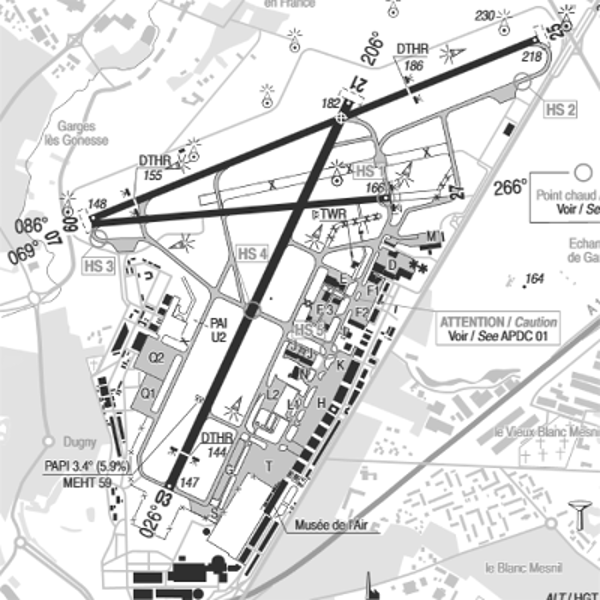 en France
230
25
218
DTHR
186
206°
21
182
HS 2
Garges
lès Gonesse
DTHR
155
HS
166
27
266°
Point chaud /
Voir / See
148
09
07
086°
069°
TWR
M
HS 3
HS 4
D
E
F1
164
Echan
de Ga
F3
F2
PAI
U2
HS 5
ATTENTION / Caution
Voir / See APDC 01
J
K
N
Q2
Q1
L2
L1
H
Dugny
DTHR
144
le Vieux Blanc Mesni
PAPI 3.4° (5.9%)
MEHT 59
G
T
147
03
026°
S
Musée de l'Air
le Blanc Mesnil
ALT / HGT